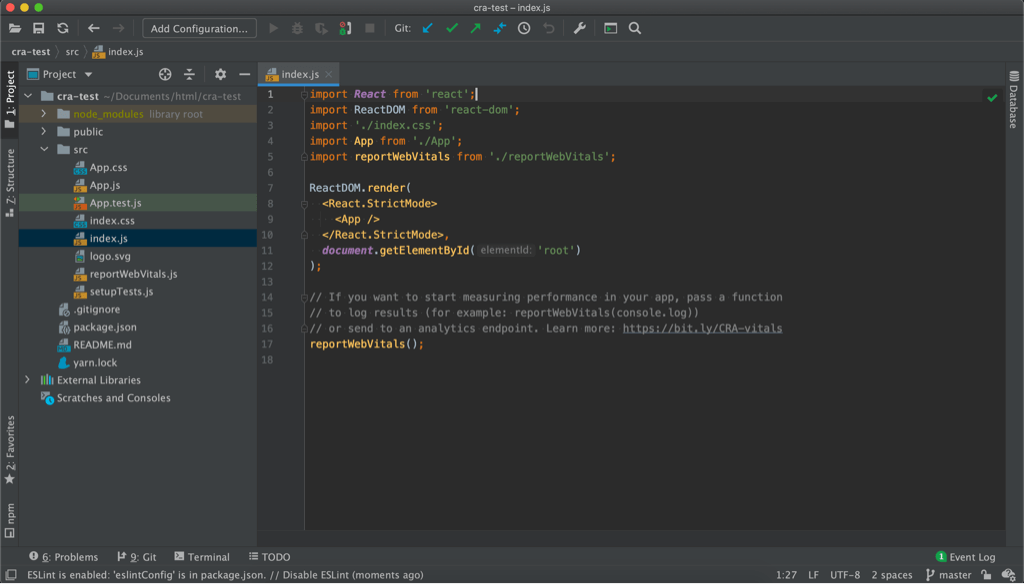 cra-test – index.js
Add Configuration...
Git:
cra-test
src
index.js
1: Project
Z: Structure
2: Favorites
npm
Project
cra-test ~/Documents/html/cra-test
node_modules library root
public
src
App.css
App.js
App.test.js
index.css
index.js
logo.svg
reportWebVitals.js
setupTests.js
.gitignore
package.json
README.md
yarn.lock
External Libraries
Scratches and Consoles
index.js
1 import React from 'react';
2 import ReactDOM from 'react-dom';
3 import './index.css';
4 import App from './App';
5 import reportWebVitals from './reportWebVitals';
6
7 ReactDOM.render(
8 <React.StrictMode>
9 <App />
10 </React.StrictMode>,
11 document.getElementById( elementId: 'root')
12 );
13
14 // If you want to start measuring performance in your app, pass a function
15 // to log results (for example: reportWebVitals(console.log))
16 // or send to an analytics endpoint. Learn more: https://bit.ly/CRA-vitals
17 reportWebVitals();
18
Database
6: Problems
9: Git
Terminal
TODO
1 Event Log
ESLint is enabled: 'eslintConfig' is in package.json. // Disable ESLint (moments ago)
1:27
LF
UTF-8
2 spaces
master